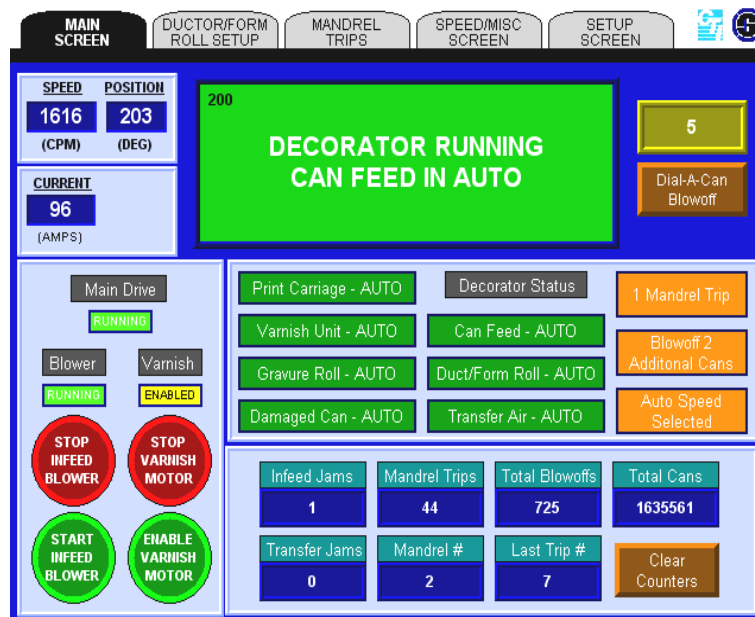 MAIN
SCREEN
DUCTOR/FORM
ROLL SETUP
MANDREL
TRIPS
SPEED/MISC
SCREEN
SETUP
SCREEN
SPEED
POSITION
1616
203
(CPM)
(DEG)
CURRENT
96
(AMPS)
200
DECORATOR RUNNING
CAN FEED IN AUTO
5
Dial-A-Can
Blowoff
Main Drive
RUNNING
Blower
Varnish
RUNNING
ENABLED
STOP
INFEED
BLOWER
STOP
VARNISH
MOTOR
START
INFEED
BLOWER
ENABLE
VARNISH
MOTOR
Print Carriage - AUTO
Decorator Status
Varnish Unit - AUTO
Can Feed - AUTO
Gravure Roll - AUTO
Duct/Form Roll - AUTO
Damaged Can - AUTO
Transfer Air - AUTO
1 Mandrel Trip
Blowoff 2
Additonal Cans
Auto Speed
Selected
Infeed Jams
Mandrel Trips
Total Blowoffs
Total Cans
1
44
725
1635561
Transfer Jams
Mandrel #
Last Trip #
0
2
7
Clear
Counters